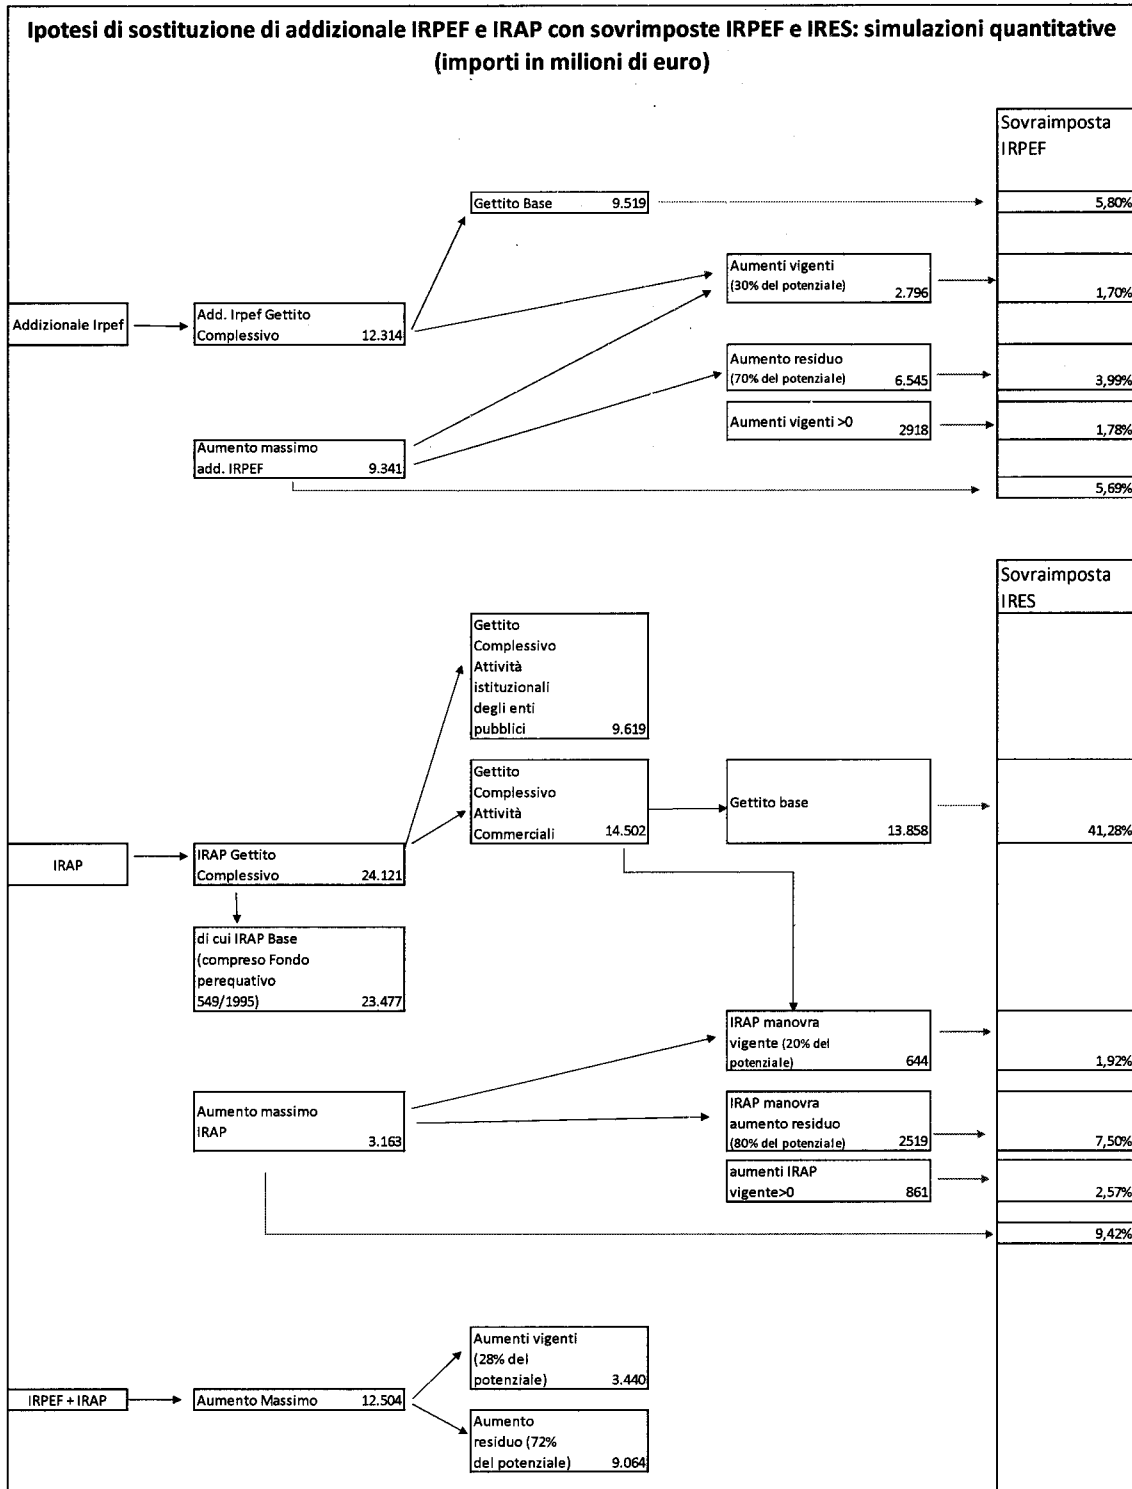 Ipotesi di sostituzione di addizionale IRPEF e IRAP con sovrimposte IRPEF e IRES: simulazioni quantitative
(importi in milioni di euro)
Sovraimposta
IRPEF
Gettito Base 9.519
5,80%
Aumenti vigenti
(30% del potenziale) 2.796
1,70%
Addizionale Irpef
Add. Irpef Gettito
Complessivo 12.314
Aumento residuo
(70% del potenziale) 6.545
3,99%
Aumenti vigenti >0 2918
1,78%
Aumento massimo
add. IRPEF 9.341
5,69%
Sovraimposta
IRES
Gettito
Complessivo
Attività
istituzionali
degli enti
pubblici 9.619
Gettito
Complessivo
Attività
Commerciali 14.502
Gettito base
13.858
41,28%
IRAP
IRAP Gettito
Complessivo 24.121
di cui IRAP Base
(compreso Fondo
perequativo
549/1995) 23.477
IRAP manovra
vigente (20% del
potenziale) 644
1,92%
Aumento massimo
IRAP
3.163
IRAP manovra
aumento residuo
(80% del potenziale) 2519
7,50%
aumenti IRAP
vigente>0 861
2,57%
9,42%
Aumenti vigenti
(28% del
potenziale) 3.440
IRPEF + IRAP
Aumento Massimo 12.504
Aumento
residuo (72%
del potenziale) 9.064